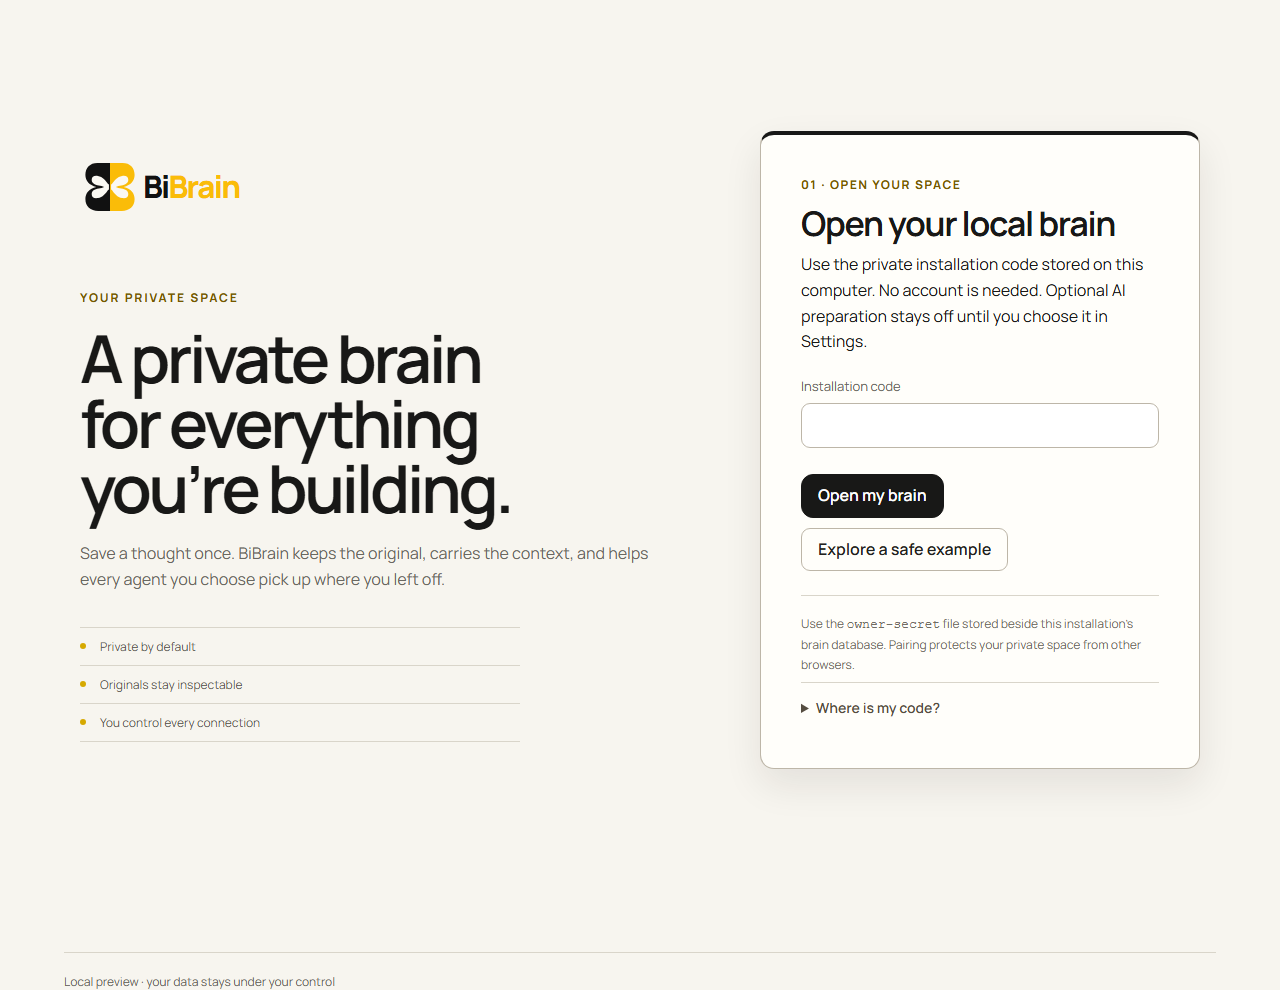 BiBrain
YOUR PRIVATE SPACE
A private brain
for everything
you’re building.
Save a thought once. BiBrain keeps the original, carries the context, and helps
every agent you choose pick up where you left off.
Private by default
Originals stay inspectable
You control every connection
01 · OPEN YOUR SPACE
Open your local brain
Use the private installation code stored on this
computer. No account is needed. Optional AI
preparation stays off until you choose it in
Settings.
Installation code
Open my brain
Explore a safe example
Use the owner-secret file stored beside this installation's
brain database. Pairing protects your private space from other
browsers.
Where is my code?
Local preview · your data stays under your control